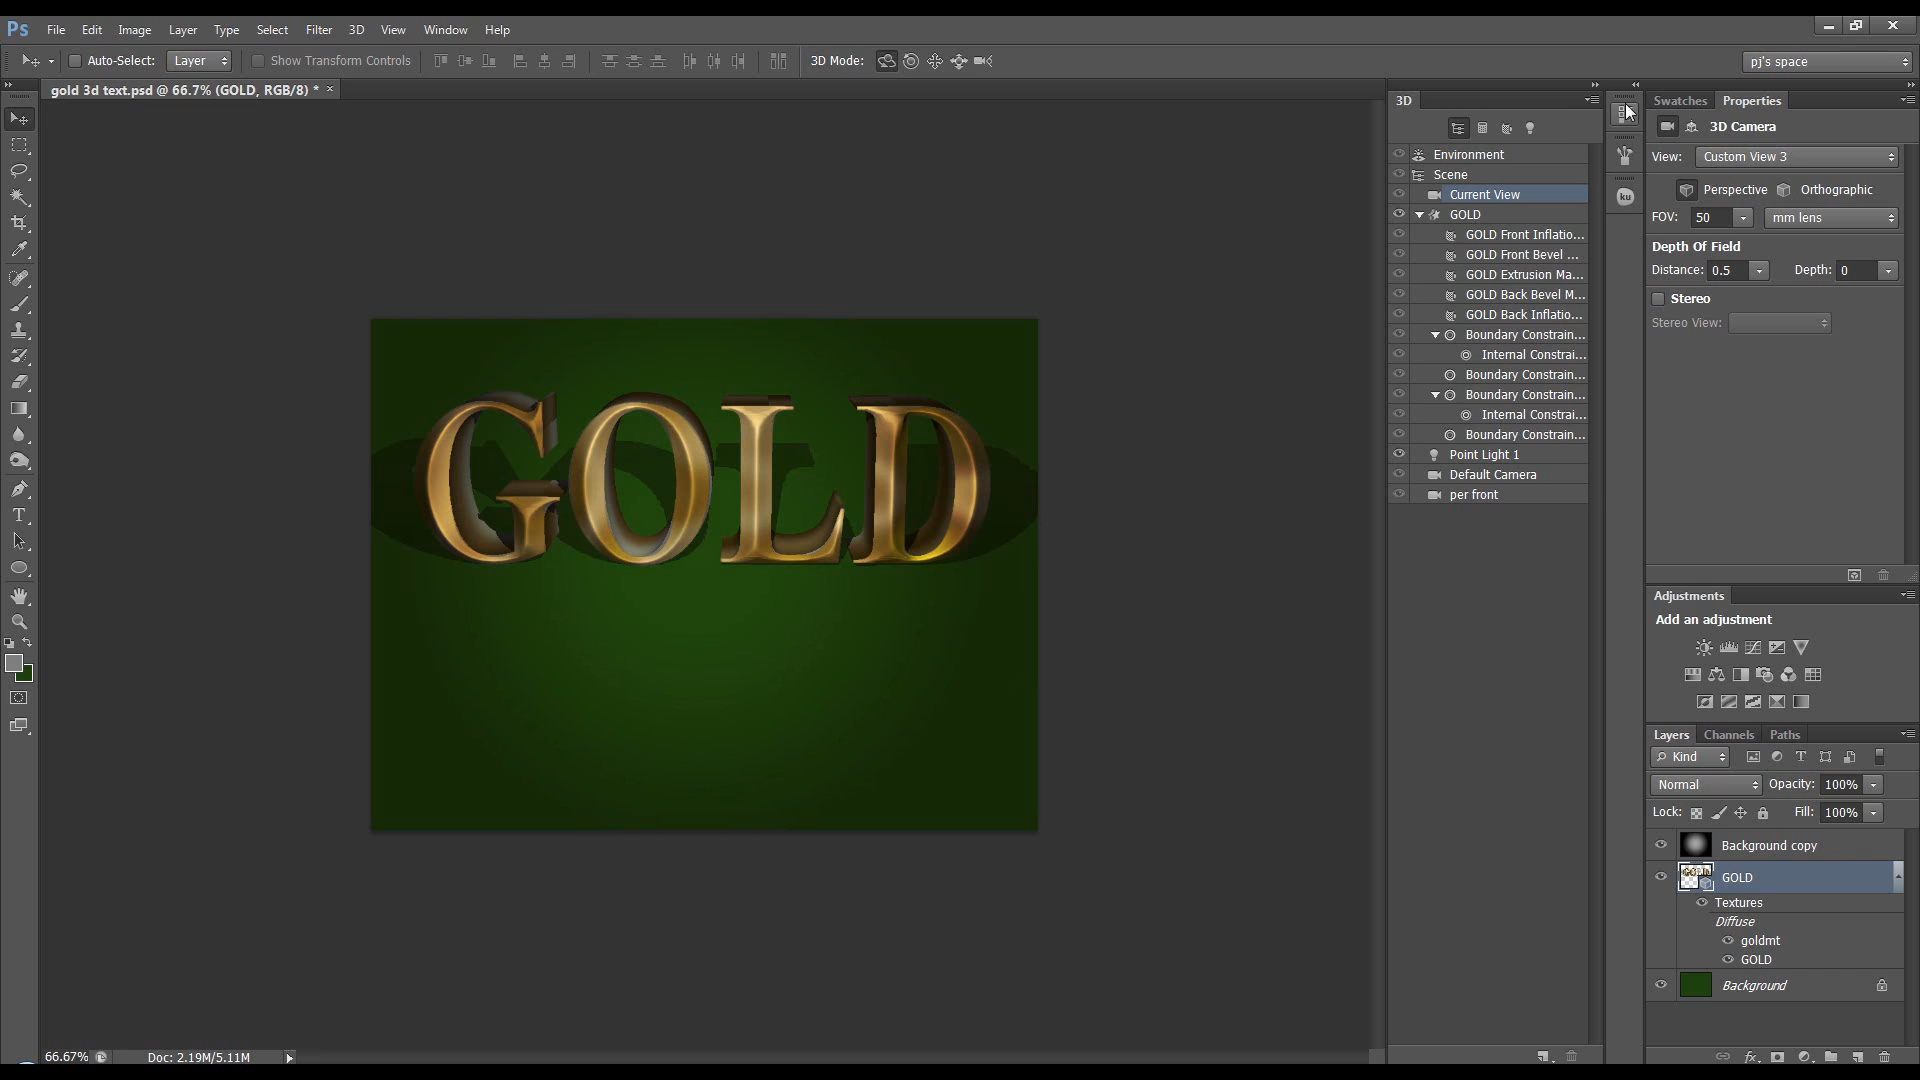 Ps File Edit Image Layer Type Select Filter 3D View Window Help
Auto-Select: Layer Show Transform Controls 3D Mode: pj's space
gold 3d text.psd @ 66.7% (GOLD, RGB/8) * ×
GOLD
66.67% Doc: 2.19M/5.11M
3D
Environment
Scene
Current View
GOLD
GOLD Front Inflatio...
GOLD Front Bevel ...
GOLD Extrusion Ma...
GOLD Back Bevel M...
GOLD Back Inflatio...
Boundary Constrain...
Internal Constrai...
Boundary Constrain...
Boundary Constrain...
Internal Constrai...
Boundary Constrain...
Point Light 1
Default Camera
per front
ku
Swatches Properties
3D Camera
View: Custom View 3
Perspective Orthographic
FOV: 50 mm lens
Depth Of Field
Distance: 0.5 Depth: 0
Stereo
Stereo View:
Adjustments
Add an adjustment
Layers Channels Paths
Kind
Normal Opacity: 100%
Lock: Fill: 100%
Background copy
GOLD
Textures
Diffuse
goldmt
GOLD
Background
fx